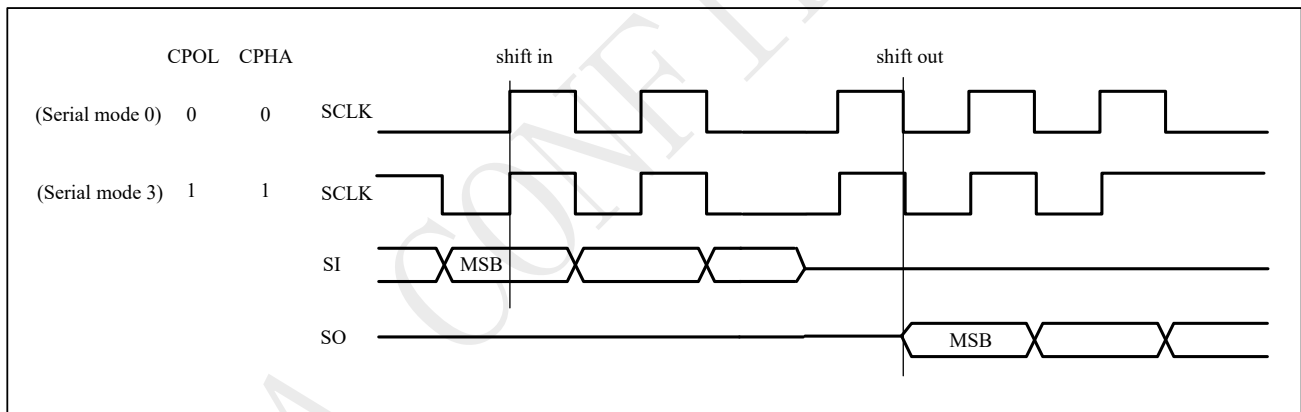 CPOL CPHA shift in shift out
(Serial mode 0) 0 0 SCLK
(Serial mode 3) 1 1 SCLK
SI MSB
SO MSB